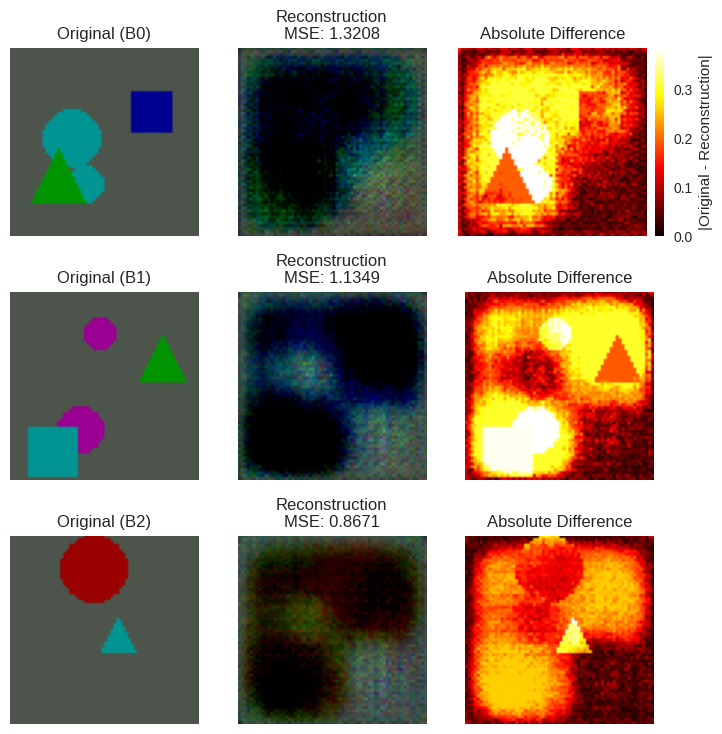 Original (B0)
Reconstruction
MSE: 1.3208
Absolute Difference
0.3
0.2
0.1
0.0
|Original - Reconstruction|
Original (B1)
Reconstruction
MSE: 1.1349
Absolute Difference
Original (B2)
Reconstruction
MSE: 0.8671
Absolute Difference